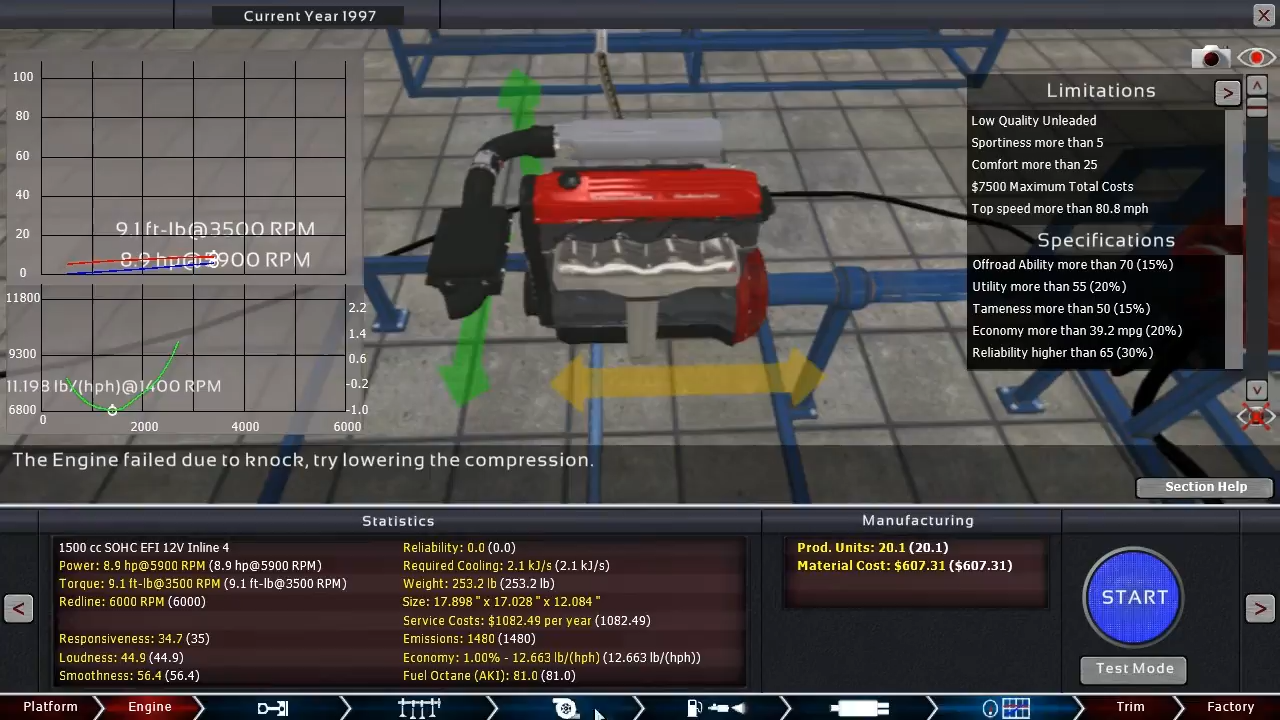 Current Year 1997
100
80
60
40
20
0
9.1 ft-lb@3500 RPM
8.9 hp@5900 RPM
11800
9300
6800
2.2
1.4
0.6
-0.2
-1.0
11.198 lb/(hph)@1400 RPM
0 2000 4000 6000
Limitations
>
Low Quality Unleaded
Sportiness more than 5
Comfort more than 25
$7500 Maximum Total Costs
Top speed more than 80.8 mph
Specifications
Offroad Ability more than 70 (15%)
Utility more than 55 (20%)
Tameness more than 50 (15%)
Economy more than 39.2 mpg (20%)
Reliability higher than 65 (30%)
The Engine failed due to knock, try lowering the compression.
Section Help
Statistics
1500 cc SOHC EFI 12V Inline 4
Power: 8.9 hp@5900 RPM (8.9 hp@5900 RPM)
Torque: 9.1 ft-lb@3500 RPM (9.1 ft-lb@3500 RPM)
Redline: 6000 RPM (6000)
Responsiveness: 34.7 (35)
Loudness: 44.9 (44.9)
Smoothness: 56.4 (56.4)
Reliability: 0.0 (0.0)
Required Cooling: 2.1 kJ/s (2.1 kJ/s)
Weight: 253.2 lb (253.2 lb)
Size: 17.898 " x 17.028 " x 12.084 "
Service Costs: $1082.49 per year (1082.49)
Emissions: 1480 (1480)
Economy: 1.00% - 12.663 lb/(hph) (12.663 lb/(hph))
Fuel Octane (AKI): 81.0 (81.0)
Manufacturing
Prod. Units: 20.1 (20.1)
Material Cost: $607.31 ($607.31)
START
Test Mode
< >
Platform
Engine
Trim
Factory